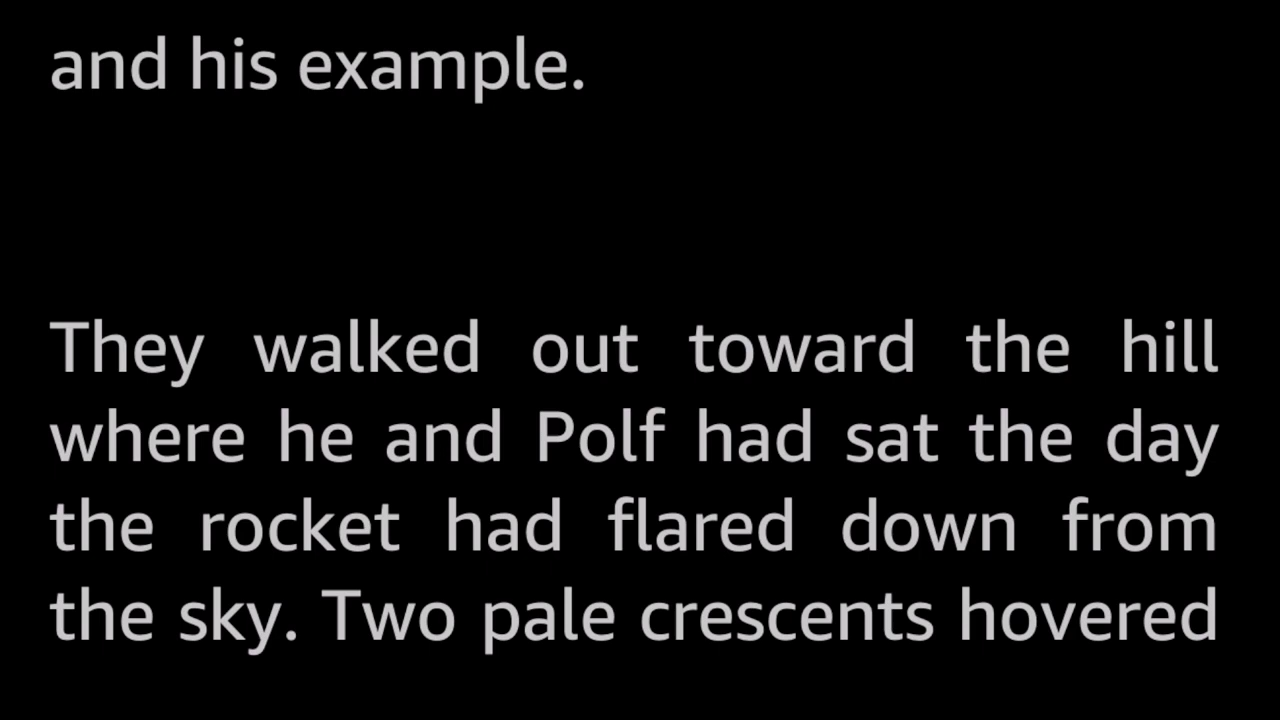 and his example.
They walked out toward the hill
where he and Polf had sat the day
the rocket had flared down from
the sky. Two pale crescents hovered